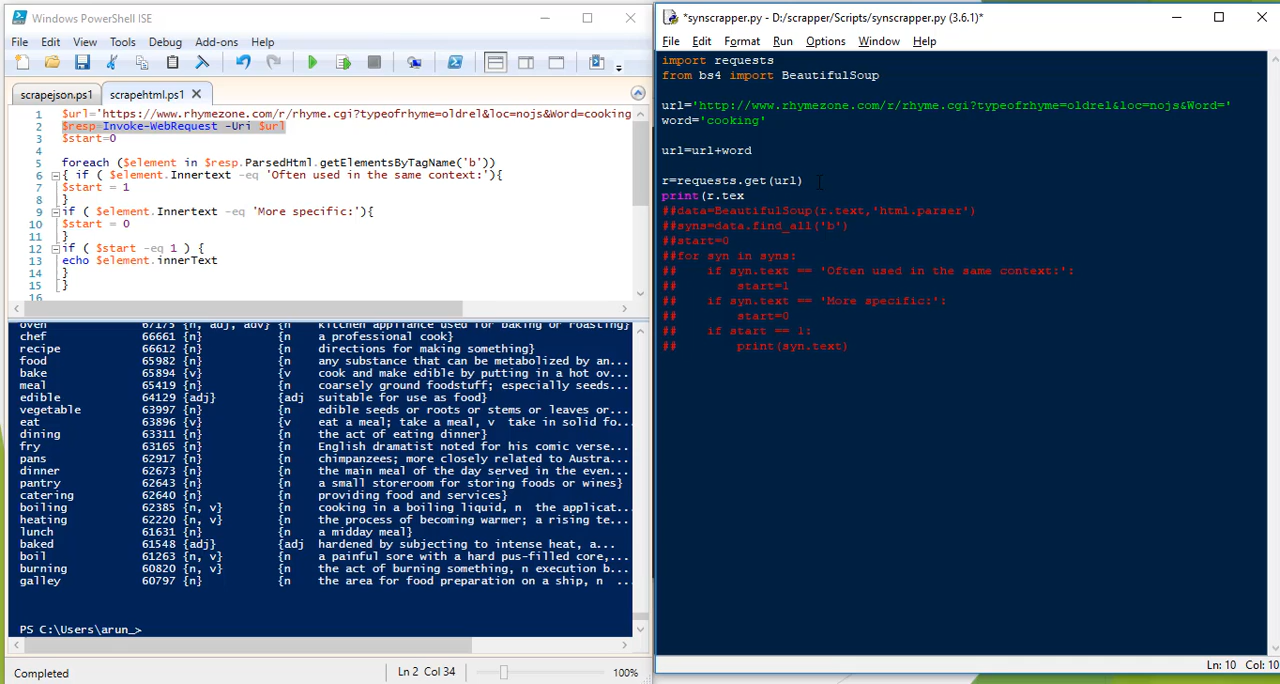 Windows PowerShell ISE
File Edit View Tools Debug Add-ons Help
scrapejson.ps1 scrapehtml.ps1
1 $url='https://www.rhymezone.com/r/rhyme.cgi?typeofrhyme=oldrel&loc=nojs&Word=cooking
2 $resp=Invoke-WebRequest -Uri $url
3 $start=0
4
5 foreach ($element in $resp.ParsedHtml.getElementsByTagName('b'))
6 { if ( $element.Innertext -eq 'Often used in the same context:'){
7 $start = 1
8 }
9 if ( $element.Innertext -eq 'More specific:'){
10 $start = 0
11 }
12 if ( $start -eq 1 ) {
13 echo $element.innerText
14 }
15 }
16
oven 67175 {n, adj, adv} {n kitchen appliance used for baking or roasting}
chef 66661 {n} {n a professional cook}
recipe 66612 {n} {n directions for making something}
food 65982 {n} {n any substance that can be metabolized by an...
bake 65894 {v} {v cook and make edible by putting in a hot ov...
meal 65419 {n} {n coarsely ground foodstuff; especially seeds...
edible 64129 {adj} {adj suitable for use as food}
vegetable 63997 {n} {n edible seeds or roots or stems or leaves or...
eat 63896 {v} {v eat a meal; take a meal, v take in solid fo...
dining 63311 {n} {n the act of eating dinner}
fry 63165 {n, v} {n English dramatist noted for his comic verse...
pans 62917 {n} {n chimpanzees; more closely related to Austra...
dinner 62673 {n} {n the main meal of the day served in the even...
pantry 62643 {n} {n a small storeroom for storing foods or wines}
catering 62640 {n} {n providing food and services}
boiling 62385 {n, v} {n cooking in a liquid, n the applicat...
heating 62220 {n, v} {n the process of becoming warmer; a rising te...
lunch 61631 {n} {n a midday meal}
baked 61548 {adj} {adj hardened by subjecting to intense heat, a...
boil 61263 {n, v} {n a painful sore with a hard pus-filled core,...
burning 60820 {n, v} {n the act of burning something, n execution b...
galley 60797 {n} {n the area for food preparation on a ship, n ...
PS C:\Users\arun_>
Completed Ln 2 Col 34 100%
*synscrapper.py - D:/scrapper/Scripts/synscrapper.py (3.6.1)*
File Edit Format Run Options Window Help
import requests
from bs4 import BeautifulSoup
url='http://www.rhymezone.com/r/rhyme.cgi?typeofrhyme=oldrel&loc=nojs&Word='
word='cooking'
url=url+word
r=requests.get(url)
print(r.tex
##data=BeautifulSoup(r.text,'html.parser')
##syns=data.find_all('b')
##start=0
##for syn in syns:
## if syn.text == 'Often used in the same context:':
## start=1
## if syn.text == 'More specific:':
## start=0
## if start == 1:
## print(syn.text)
Ln: 10 Col: 10